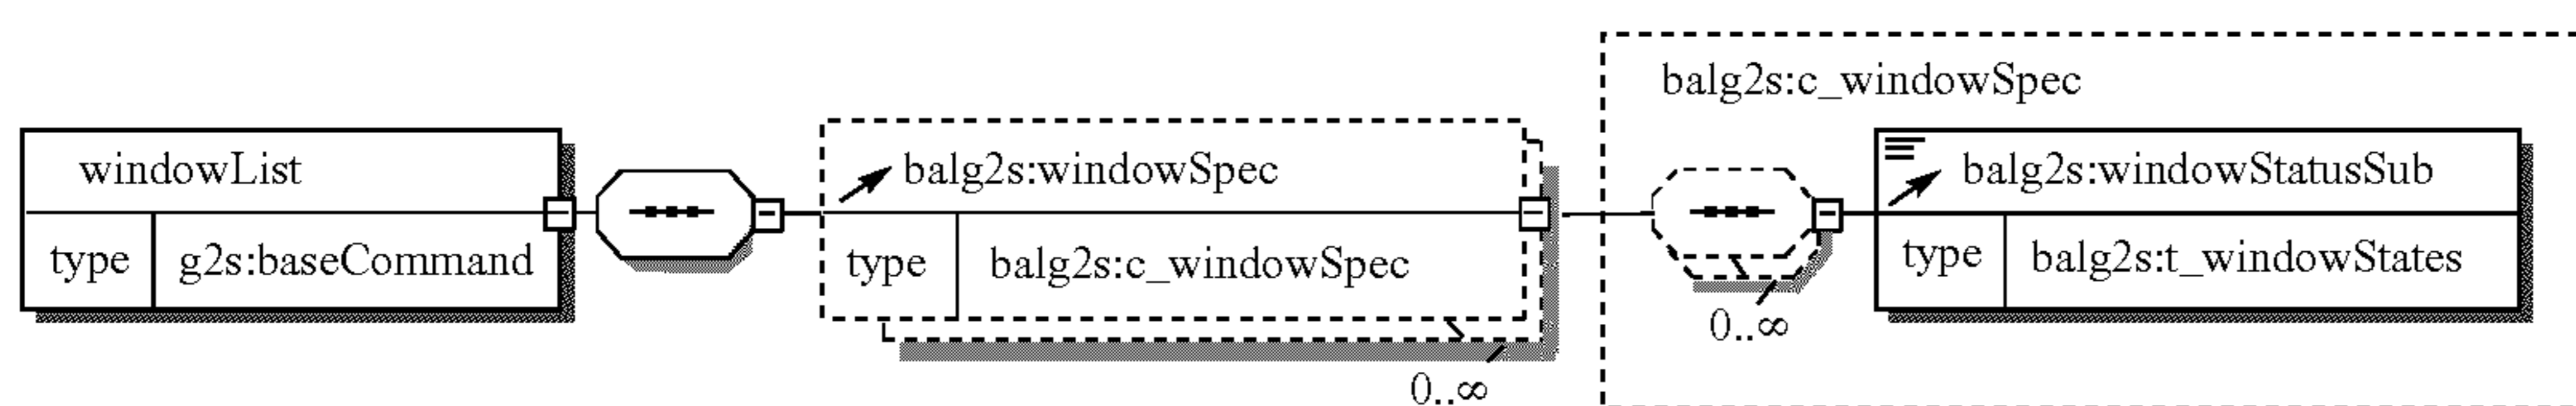 balg2s:c_windowSpec
windowList
balg2s:windowSpec
balg2s:windowStatusSub
type
g2s:baseCommand
type
balg2s:c_windowSpec
type
balg2s:t_windowStates
0..∞
0..∞